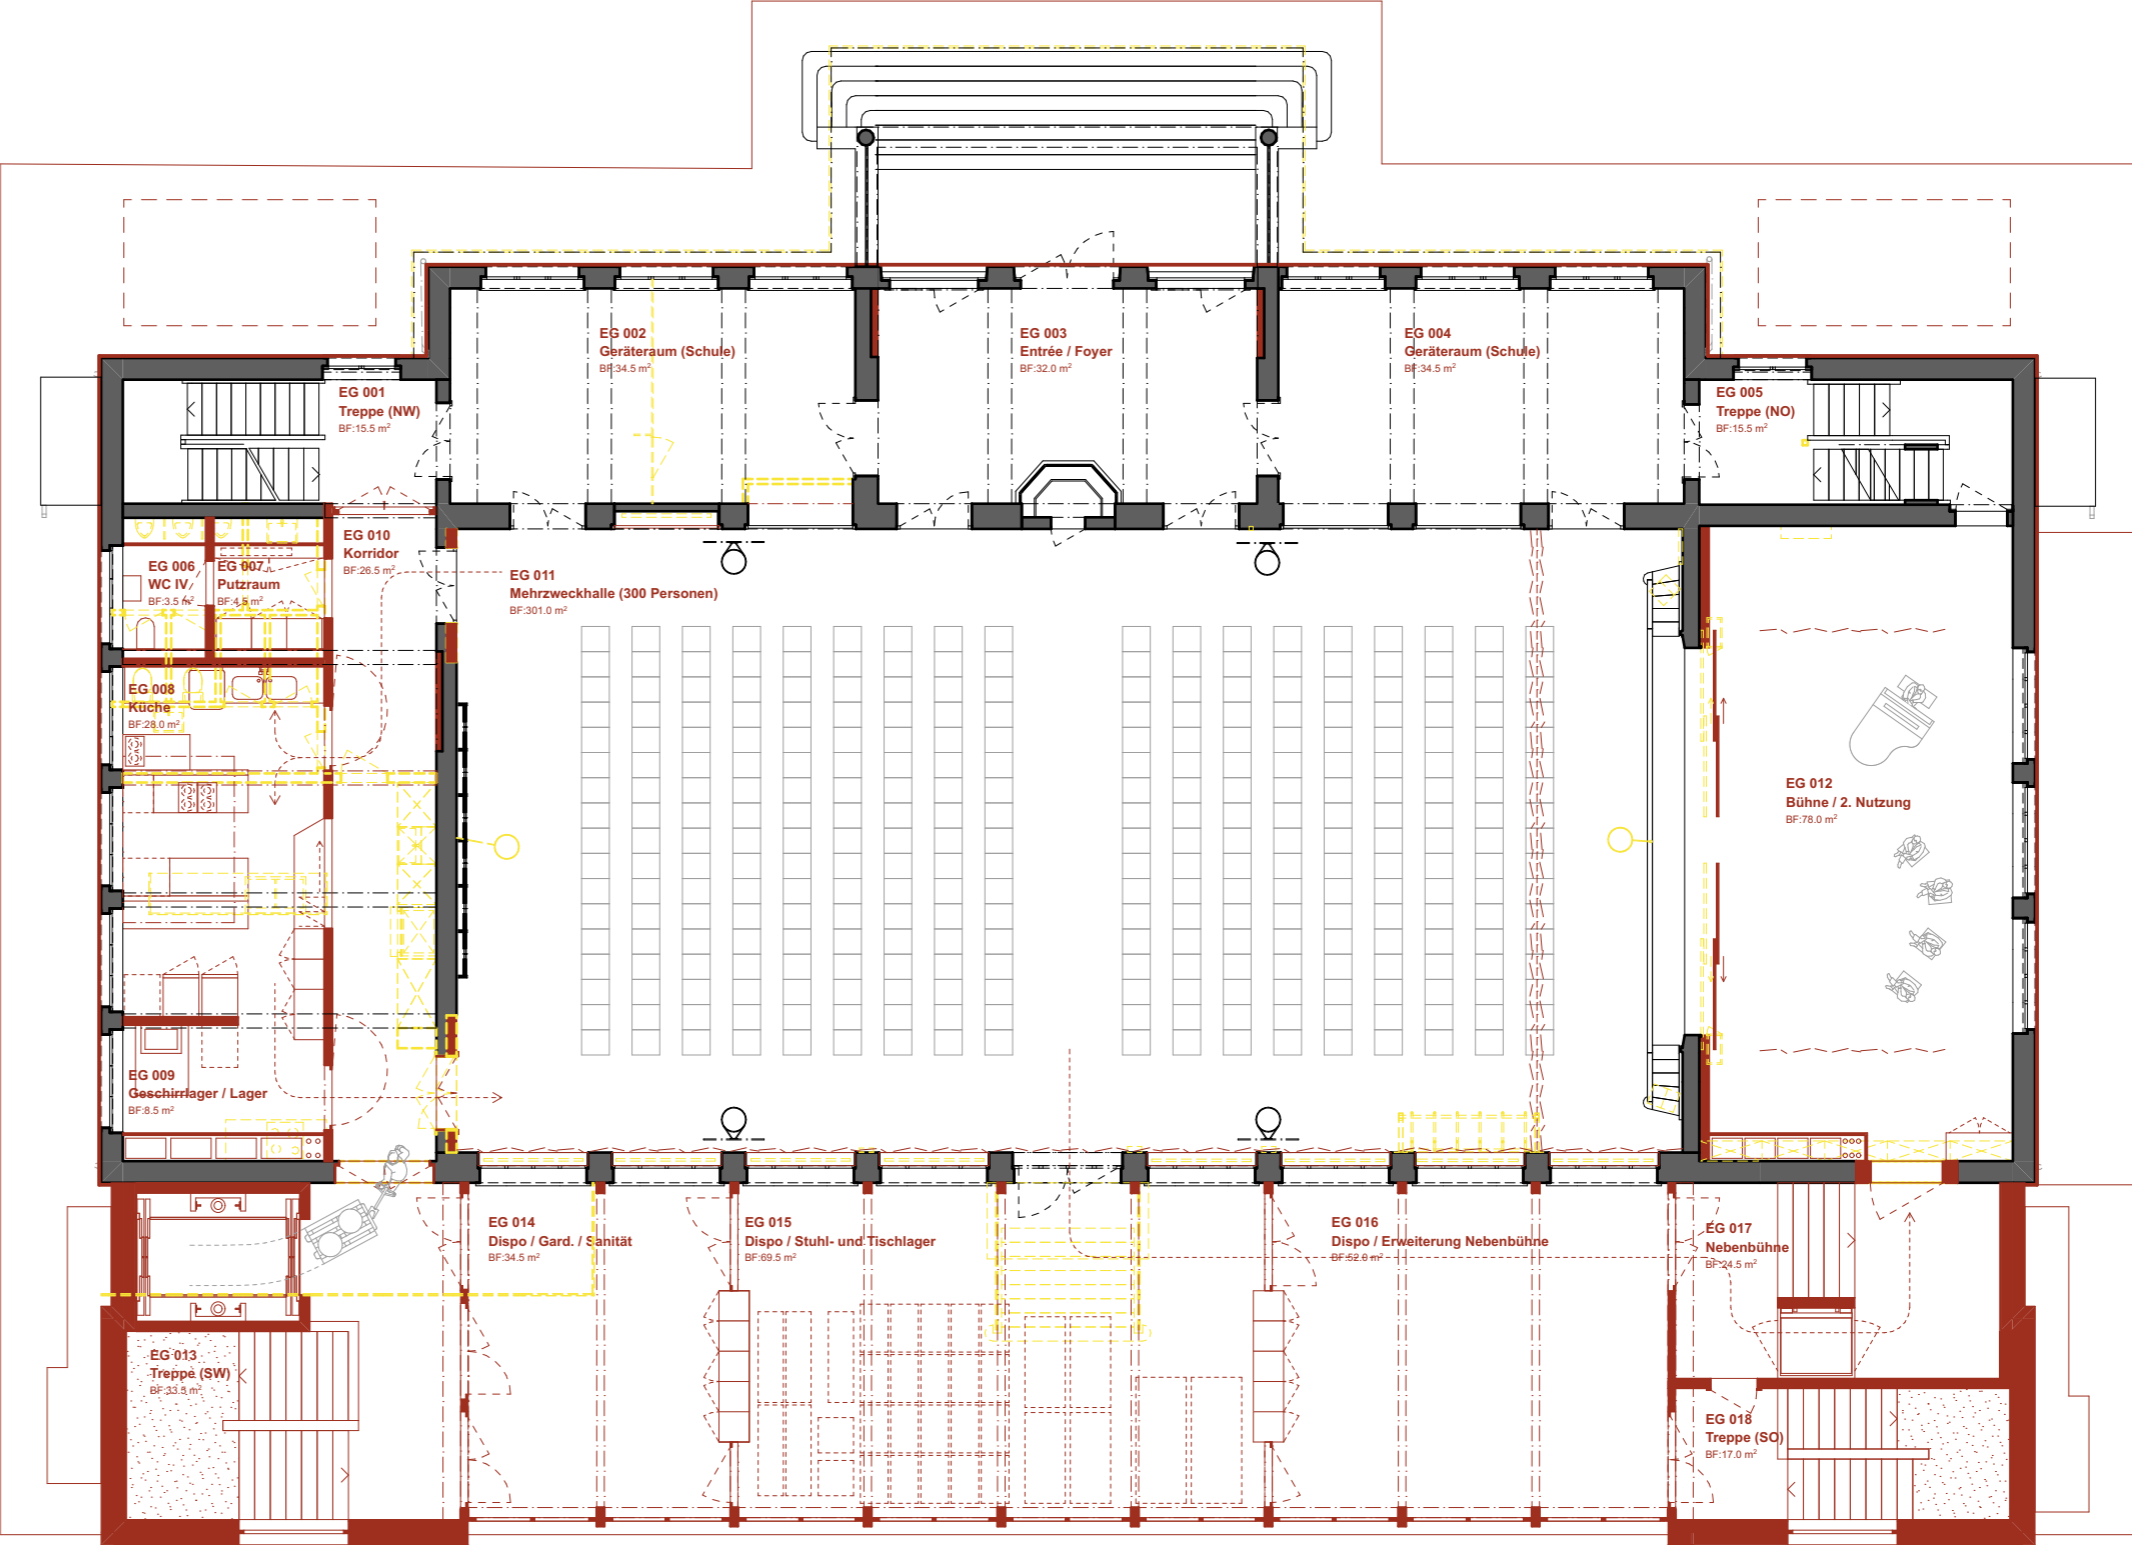 EG 002
Geräteraum (Schule)
BF:34.5 m²
EG 003
Entrée / Foyer
BF:32.0 m²
EG 004
Geräteraum (Schule)
BF:34.5 m²
EG 001
Treppe (NW)
BF:15.5 m²
EG 005
Treppe (NO)
BF:15.5 m²
EG 010
Korridor
BF:26.5 m²
EG 006
WC IV
BF:3.5 m²
EG 007
Putzraum
BF:4.5 m²
EG 011
Mehrzweckhalle (300 Personen)
BF:301.0 m²
EG 008
Küche
BF:28.0 m²
EG 012
Bühne / 2. Nutzung
BF:78.0 m²
EG 009
Geschirrlager / Lager
BF:8.5 m²
EG 014
Dispo / Gard. / Sanität
BF:34.5 m²
EG 015
Dispo / Stuhl- und Tischlager
BF:69.5 m²
EG 016
Dispo / Erweiterung Nebenbühne
BF:52.0 m²
EG 017
Nebenbühne
BF:24.5 m²
EG 013
Treppe (SW)
BF:33.5 m²
EG 018
Treppe (SO)
BF:17.0 m²